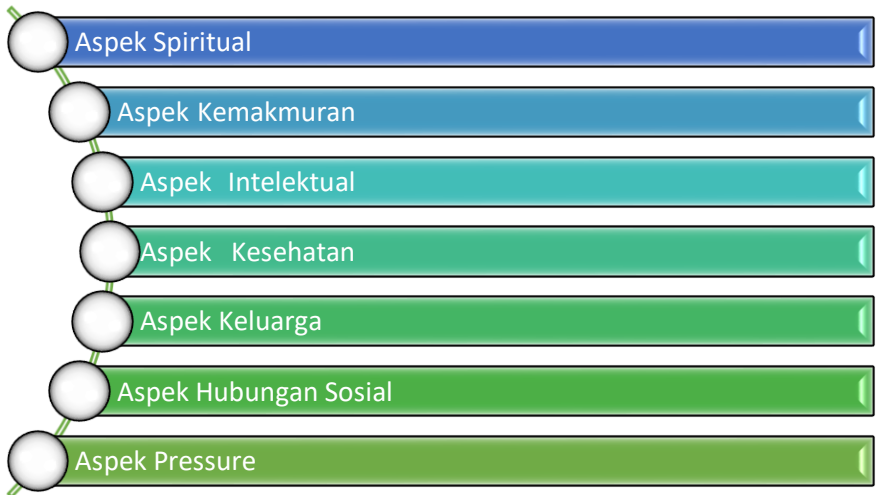 Aspek Spiritual
Aspek Kemakmuran
Aspek Intelektual
Aspek Kesehatan
Aspek Keluarga
Aspek Hubungan Sosial
Aspek Pressure